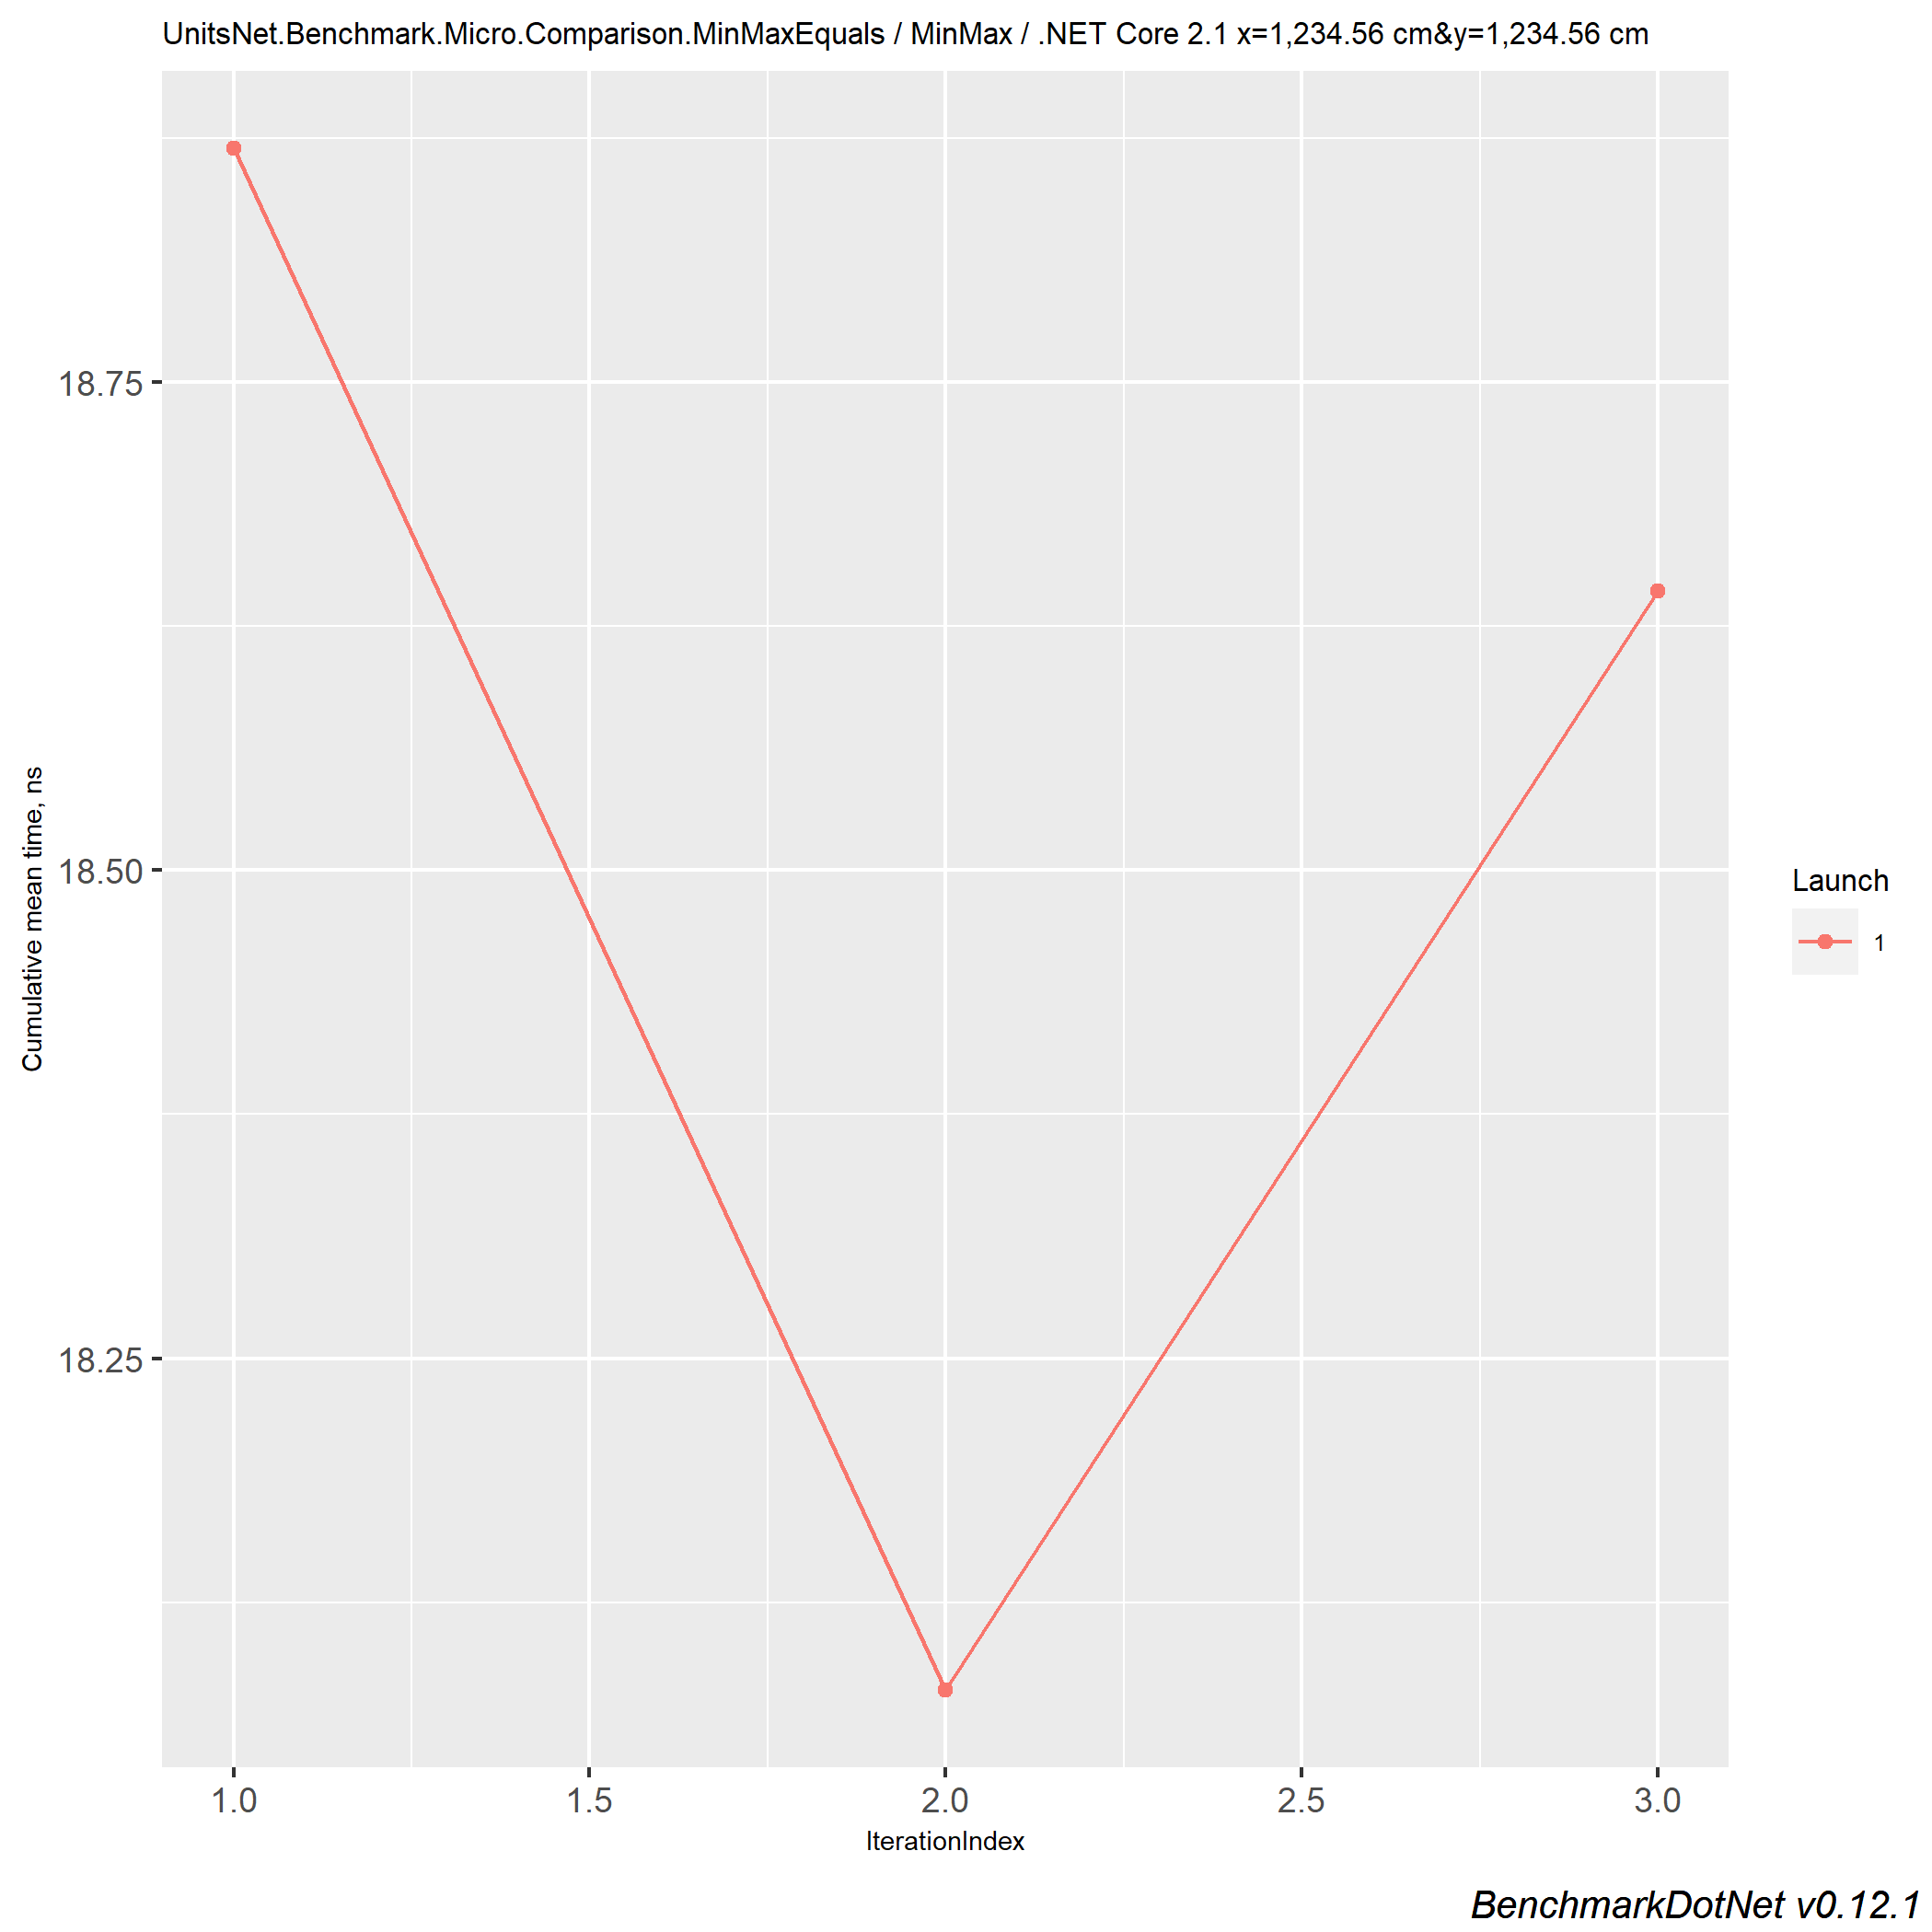 UnitsNet.Benchmark.Micro.Comparison.MinMaxEquals / MinMax / .NET Core 2.1 x=1,234.56 cm&y=1,234.56 cm
Cumulative mean time, ns
18.75
18.50
18.25
1.0
1.5
2.0
2.5
3.0
IterationIndex
Launch
1
BenchmarkDotNet v0.12.1